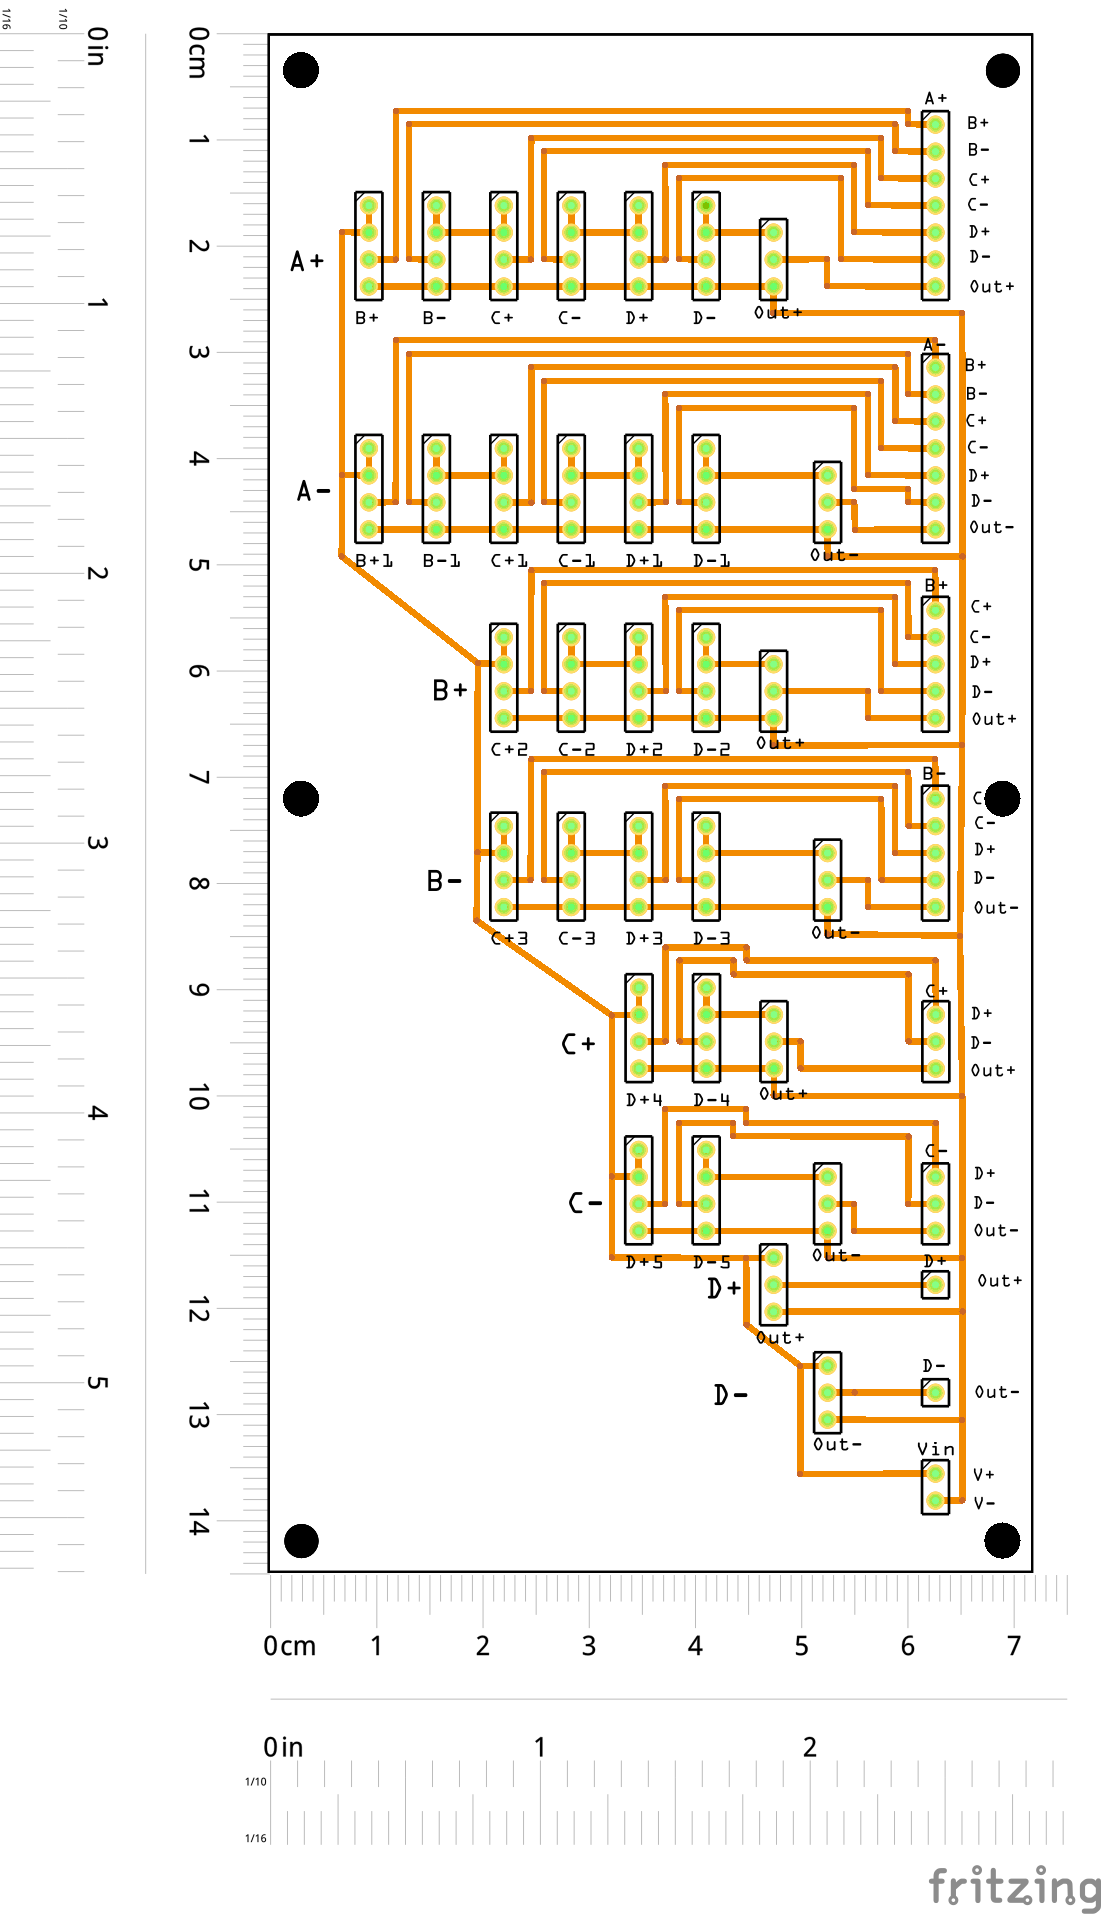 1/16 1/10 0in 0cm
A+
B+
B-
C+
C-
D+
D-
Out+
A+
B+ B- C+ C- D+ D- Out+
1
2
1
3
A-
B+
B-
C+
C-
D+
D-
Out-
4
A-
B+1 B-1 C+1 C-1 D+1 D-1 Out-
5
2
B+
C+
C-
D+
D-
Out+
6
B+
C+2 C-2 D+2 D-2 Out+
7
B-
C-
D+
D-
Out-
3
8
B-
C+3 C-3 D+3 D-3 Out-
9
C+
D+
D-
Out+
C+
D+4 D-4 Out+
10
4
C-
D+
D-
Out-
11
C-
D+5 D-5 Out-
D+
Out+
D+
12
Out+
5
D-
Out-
D-
13
Out-
Vin
V+
V-
14
0cm 1 2 3 4 5 6 7
0in 1 2
1/10
1/16
fritzing